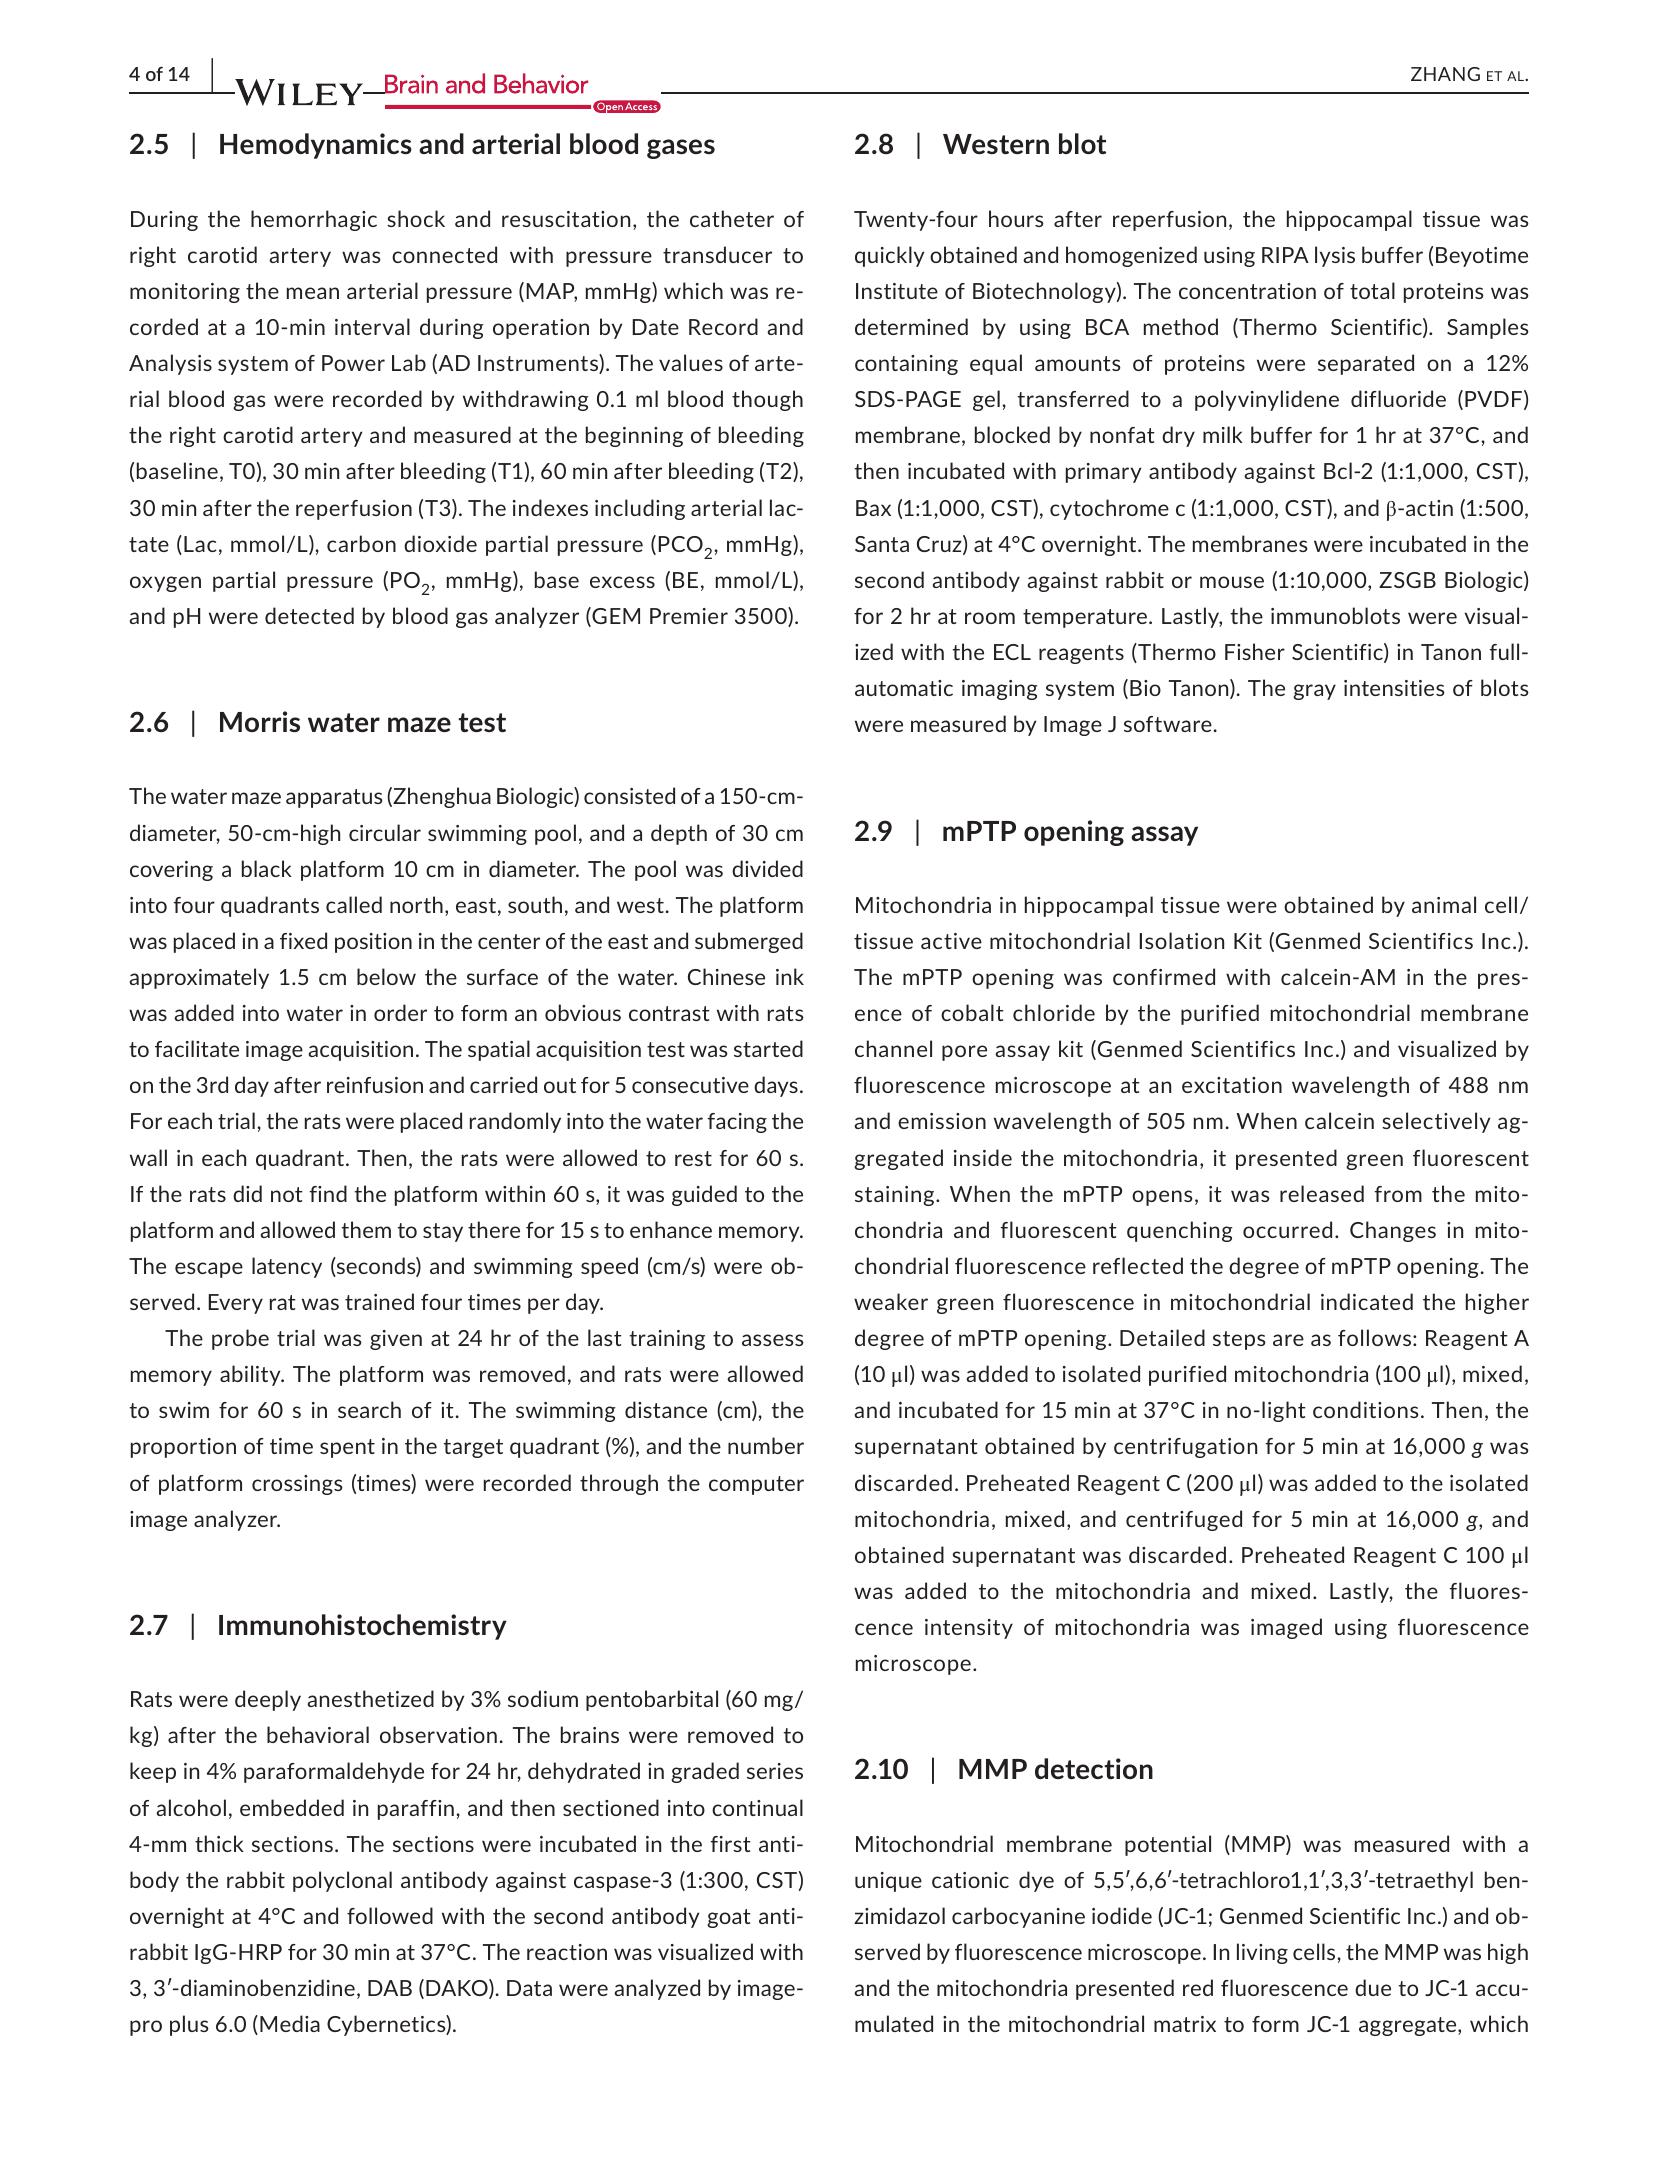 4 of 14
WILEY
Brain and Behavior
Open Access
ZHANG ET AL.
2.5 | Hemodynamics and arterial blood gases
During the hemorrhagic shock and resuscitation, the catheter of
right carotid artery was connected with pressure transducer to
monitoring the mean arterial pressure (MAP, mmHg) which was re-
corded at a 10-min interval during operation by Date Record and
Analysis system of Power Lab (AD Instruments). The values of arte-
rial blood gas were recorded by withdrawing 0.1 ml blood though
the right carotid artery and measured at the beginning of bleeding
(baseline, T0), 30 min after bleeding (T1), 60 min after bleeding (T2),
30 min after the reperfusion (T3). The indexes including arterial lac-
tate (Lac, mmol/L), carbon dioxide partial pressure (PCO2, mmHg),
oxygen partial pressure (PO2, mmHg), base excess (BE, mmol/L),
and pH were detected by blood gas analyzer (GEM Premier 3500).
2.6 | Morris water maze test
The water maze apparatus (Zhenghua Biologic) consisted of a 150-cm-
diameter, 50-cm-high circular swimming pool, and a depth of 30 cm
covering a black platform 10 cm in diameter. The pool was divided
into four quadrants called north, east, south, and west. The platform
was placed in a fixed position in the center of the east and submerged
approximately 1.5 cm below the surface of the water. Chinese ink
was added into water in order to form an obvious contrast with rats
to facilitate image acquisition. The spatial acquisition test was started
on the 3rd day after reinfusion and carried out for 5 consecutive days.
For each trial, the rats were placed randomly into the water facing the
wall in each quadrant. Then, the rats were allowed to rest for 60 s.
If the rats did not find the platform within 60 s, it was guided to the
platform and allowed them to stay there for 15 s to enhance memory.
The escape latency (seconds) and swimming speed (cm/s) were ob-
served. Every rat was trained four times per day.
The probe trial was given at 24 hr of the last training to assess
memory ability. The platform was removed, and rats were allowed
to swim for 60 s in search of it. The swimming distance (cm), the
proportion of time spent in the target quadrant (%), and the number
of platform crossings (times) were recorded through the computer
image analyzer.
2.7 | Immunohistochemistry
Rats were deeply anesthetized by 3% sodium pentobarbital (60 mg/
kg) after the behavioral observation. The brains were removed to
keep in 4% paraformaldehyde for 24 hr, dehydrated in graded series
of alcohol, embedded in paraffin, and then sectioned into continual
4-mm thick sections. The sections were incubated in the first anti-
body the rabbit polyclonal antibody against caspase-3 (1:300, CST)
overnight at 4°C and followed with the second antibody goat anti-
rabbit IgG-HRP for 30 min at 37°C. The reaction was visualized with
3, 3′-diaminobenzidine, DAB (DAKO). Data were analyzed by image-
pro plus 6.0 (Media Cybernetics).
2.8 | Western blot
Twenty-four hours after reperfusion, the hippocampal tissue was
quickly obtained and homogenized using RIPA lysis buffer (Beyotime
Institute of Biotechnology). The concentration of total proteins was
determined by using BCA method (Thermo Scientific). Samples
containing equal amounts of proteins were separated on a 12%
SDS-PAGE gel, transferred to a polyvinylidene difluoride (PVDF)
membrane, blocked by nonfat dry milk buffer for 1 hr at 37°C, and
then incubated with primary antibody against Bcl-2 (1:1,000, CST),
Bax (1:1,000, CST), cytochrome c (1:1,000, CST), and β-actin (1:500,
Santa Cruz) at 4°C overnight. The membranes were incubated in the
second antibody against rabbit or mouse (1:10,000, ZSGB Biologic)
for 2 hr at room temperature. Lastly, the immunoblots were visual-
ized with the ECL reagents (Thermo Fisher Scientific) in Tanon full-
automatic imaging system (Bio Tanon). The gray intensities of blots
were measured by Image J software.
2.9 | mPTP opening assay
Mitochondria in hippocampal tissue were obtained by animal cell/
tissue active mitochondrial Isolation Kit (Genmed Scientifics Inc.).
The mPTP opening was confirmed with calcein-AM in the pres-
ence of cobalt chloride by the purified mitochondrial membrane
channel pore assay kit (Genmed Scientifics Inc.) and visualized by
fluorescence microscope at an excitation wavelength of 488 nm
and emission wavelength of 505 nm. When calcein selectively ag-
gregated inside the mitochondria, it presented green fluorescent
staining. When the mPTP opens, it was released from the mito-
chondria and fluorescent quenching occurred. Changes in mito-
chondrial fluorescence reflected the degree of mPTP opening. The
weaker green fluorescence in mitochondrial indicated the higher
degree of mPTP opening. Detailed steps are as follows: Reagent A
(10 μl) was added to isolated purified mitochondria (100 μl), mixed,
and incubated for 15 min at 37°C in no-light conditions. Then, the
supernatant obtained by centrifugation for 5 min at 16,000 g was
discarded. Preheated Reagent C (200 μl) was added to the isolated
mitochondria, mixed, and centrifuged for 5 min at 16,000 g, and
obtained supernatant was discarded. Preheated Reagent C 100 μl
was added to the mitochondria and mixed. Lastly, the fluores-
cence intensity of mitochondria was imaged using fluorescence
microscope.
2.10 | MMP detection
Mitochondrial membrane potential (MMP) was measured with a
unique cationic dye of 5,5′,6,6′-tetrachloro1,1′,3,3′-tetraethyl ben-
zimidazol carbocyanine iodide (JC-1; Genmed Scientific Inc.) and ob-
served by fluorescence microscope. In living cells, the MMP was high
and the mitochondria presented red fluorescence due to JC-1 accu-
mulated in the mitochondrial matrix to form JC-1 aggregate, which